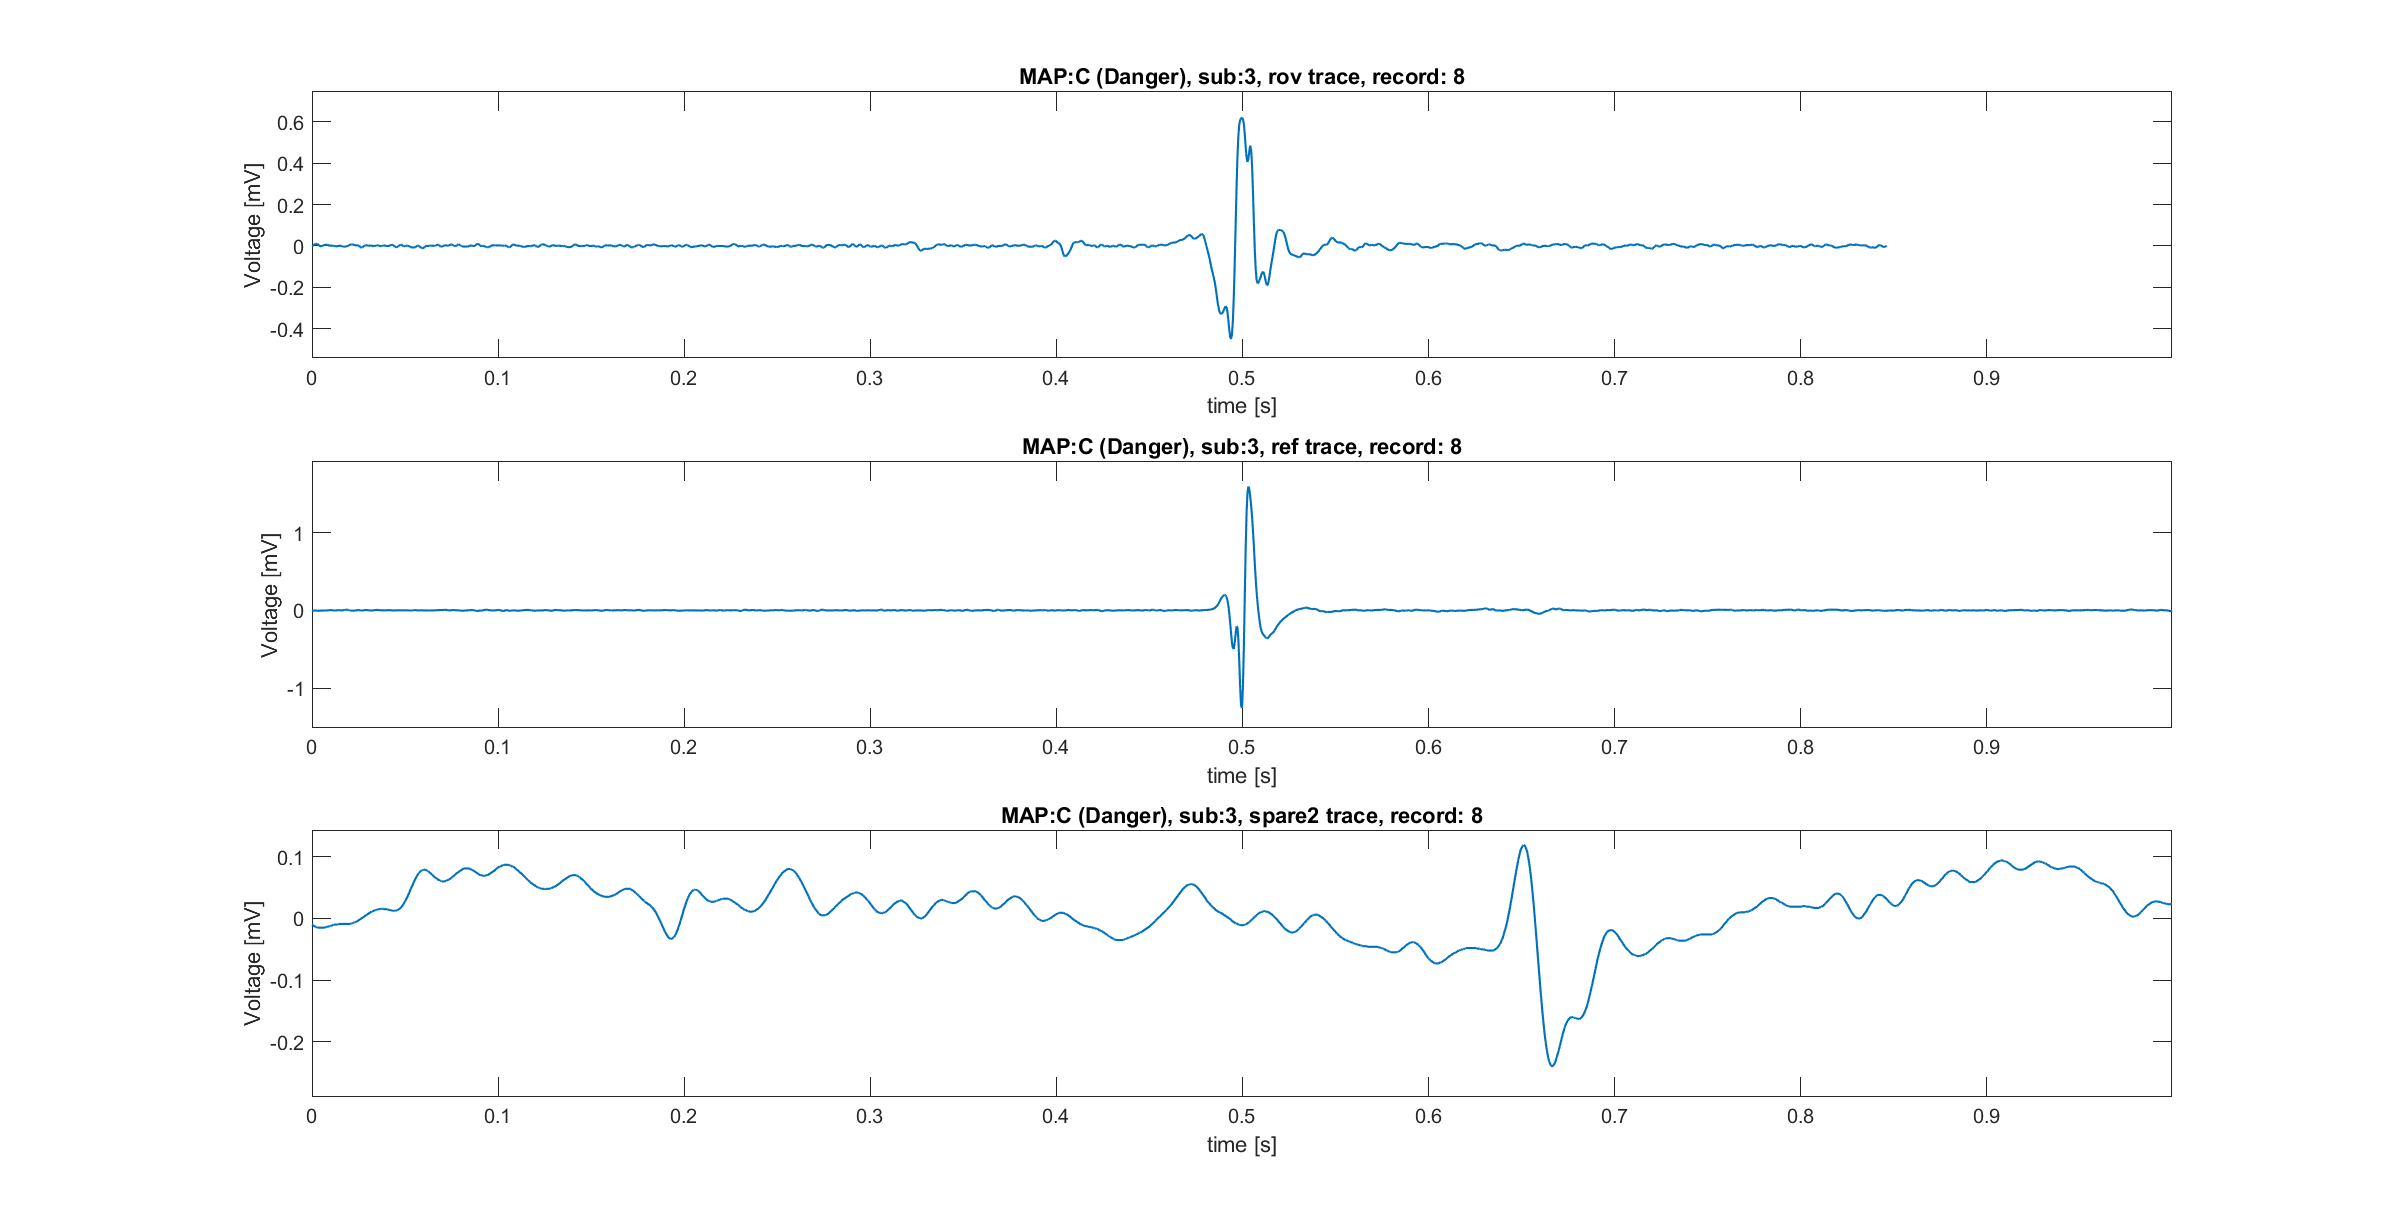 MAP:C (Danger), sub:3, rov trace, record: 8
0.6
0.4
0.2
0
-0.2
-0.4
Voltage [mV]
0 0.1 0.2 0.3 0.4 0.5 0.6 0.7 0.8 0.9
time [s]
MAP:C (Danger), sub:3, ref trace, record: 8
1
0
-1
Voltage [mV]
0 0.1 0.2 0.3 0.4 0.5 0.6 0.7 0.8 0.9
time [s]
MAP:C (Danger), sub:3, spare2 trace, record: 8
0.1
0
-0.1
-0.2
Voltage [mV]
0 0.1 0.2 0.3 0.4 0.5 0.6 0.7 0.8 0.9
time [s]